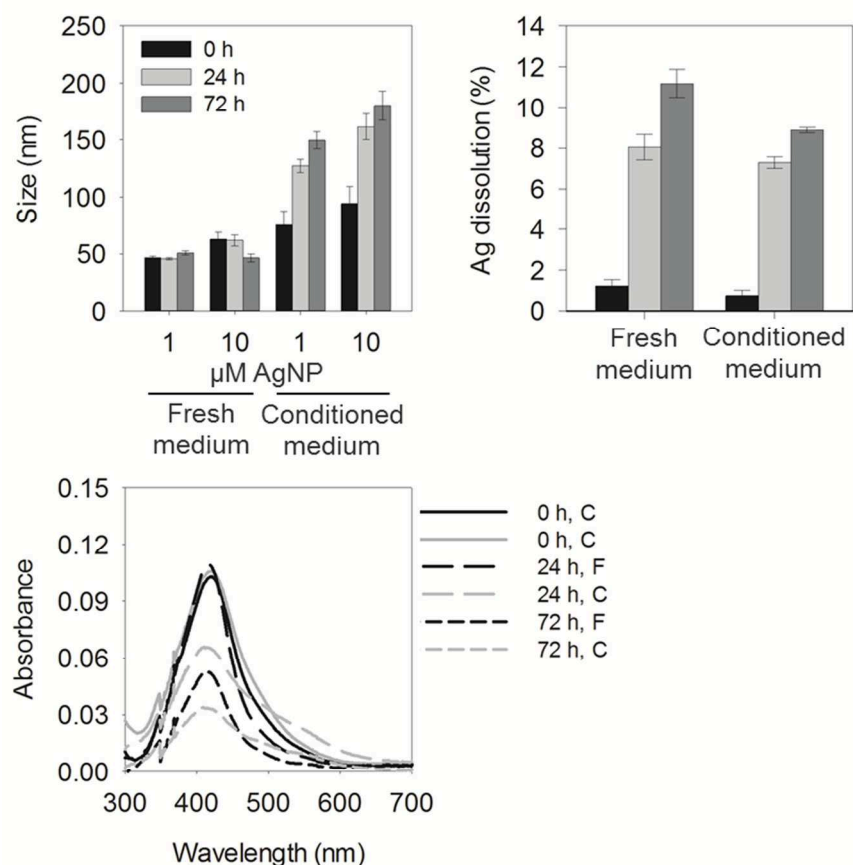 250
200
150
100
50
0
Size (nm)
0 h
24 h
72 h
1 10 1 10
µM AgNP
Fresh medium
Conditioned medium
14
12
10
8
6
4
2
0
Ag dissolution (%)
Fresh medium
Conditioned medium
0.15
0.12
0.09
0.06
0.03
0.00
Absorbance
300 400 500 600 700
Wavelength (nm)
0 h, C
0 h, C
24 h, F
24 h, C
72 h, F
72 h, C